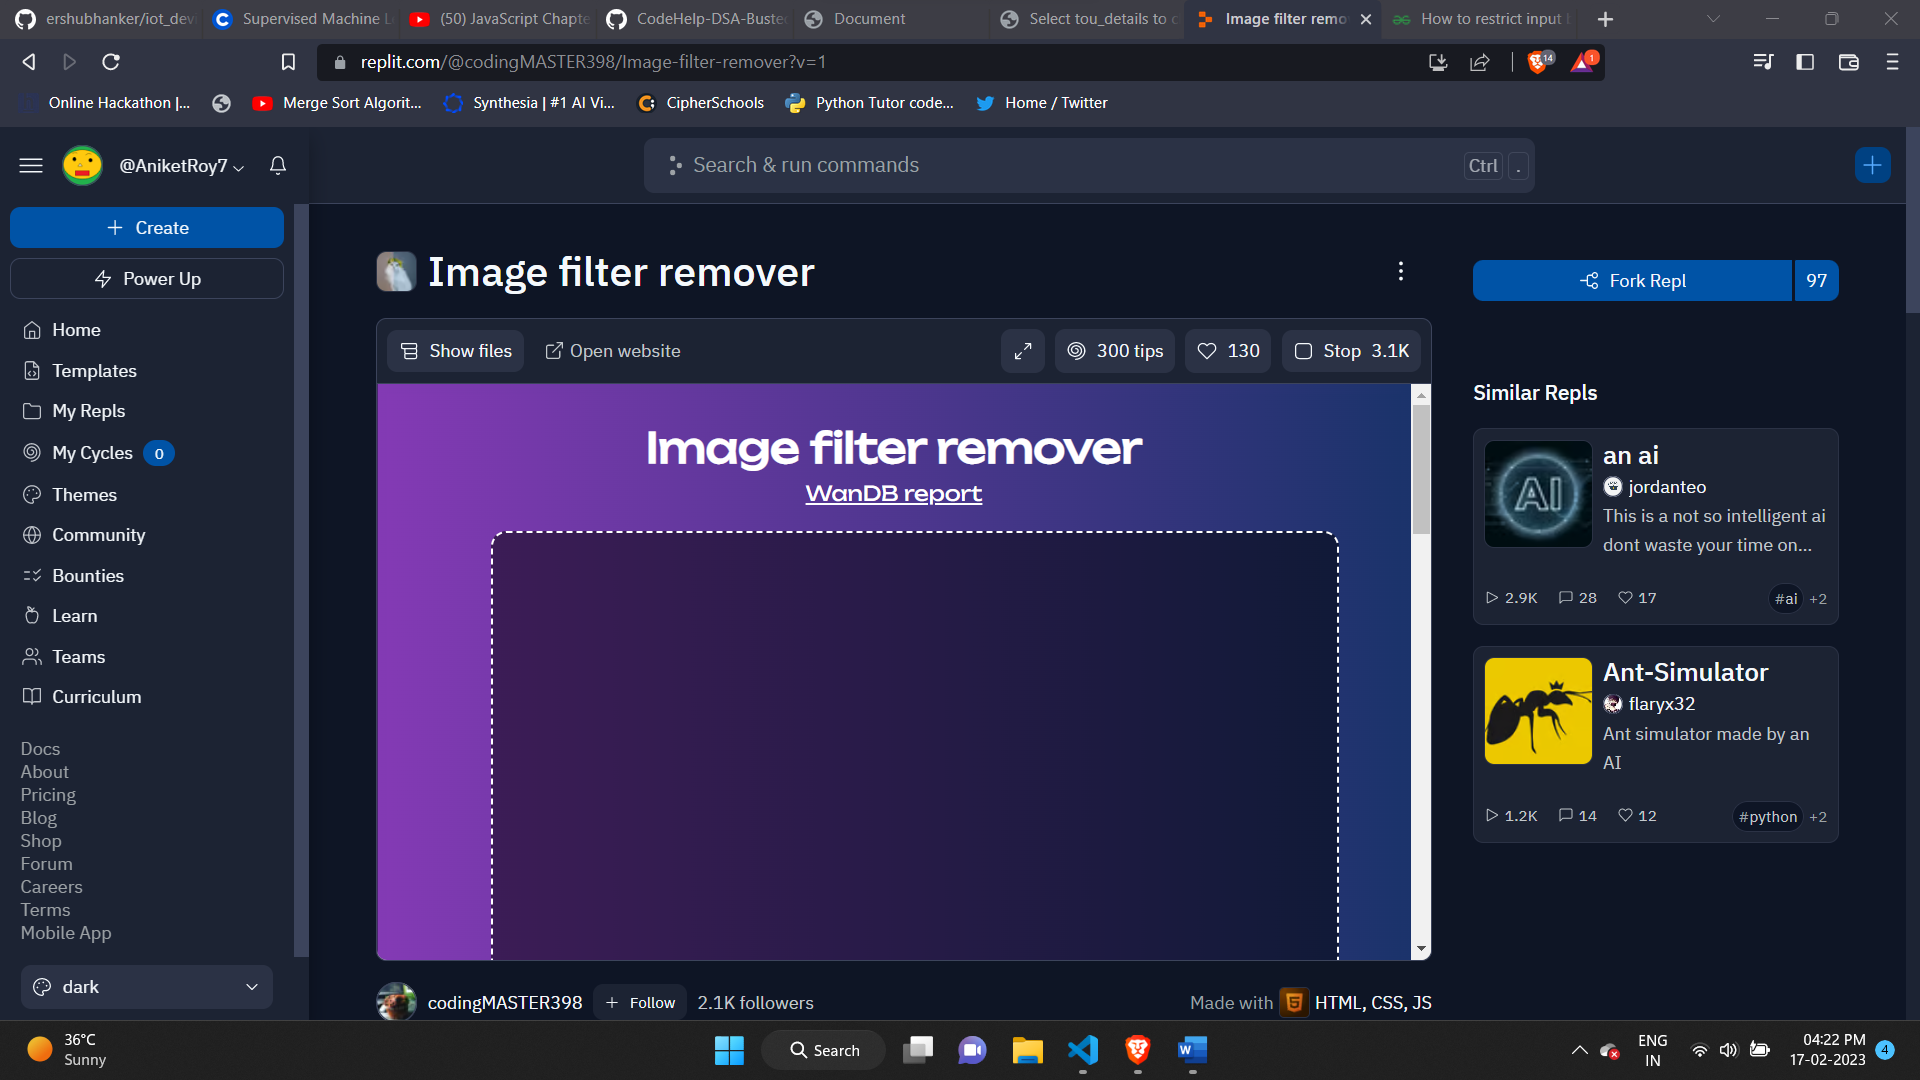 ershubhanker/iot_dev
Supervised Machine L
(50) JavaScript Chapte
CodeHelp-DSA-Buste
Document
Select tou_details to c
Image filter remo
How to restrict input
replit.com/@codingMASTER398/Image-filter-remover?v=1
14
1
Online Hackathon |...
Merge Sort Algorit...
Synthesia | #1 AI Vi...
CipherSchools
Python Tutor code...
Home / Twitter
@AniketRoy7
Search & run commands
Ctrl .
Create
Power Up
Home
Templates
My Repls
My Cycles 0
Themes
Community
Bounties
Learn
Teams
Curriculum
Docs
About
Pricing
Blog
Shop
Forum
Careers
Terms
Mobile App
dark
Image filter remover
Show files
Open website
300 tips
130
Stop 3.1K
Image filter remover
WanDB report
codingMASTER398
Follow
2.1K followers
Made with HTML, CSS, JS
Fork Repl 97
Similar Repls
AI
an ai
jordanteo
This is a not so intelligent ai
dont waste your time on...
2.9K 28 17 #ai +2
Ant-Simulator
flaryx32
Ant simulator made by an
AI
1.2K 14 12 #python +2
36°C
Sunny
Search
ENG
IN
04:22 PM
17-02-2023
4